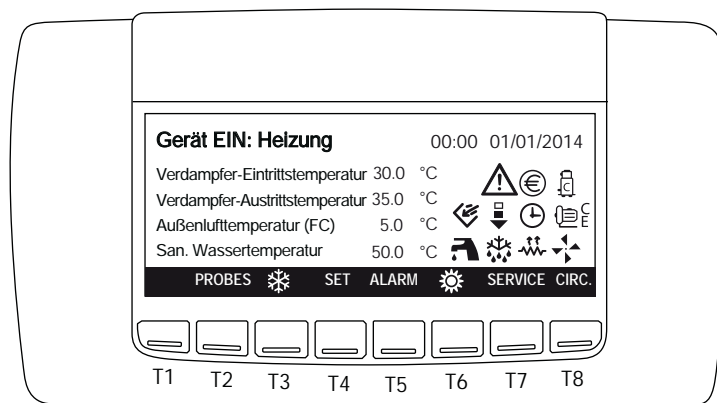 Gerät EIN: Heizung 00:00 01/01/2014
Verdampfer-Eintrittstemperatur 30.0 °C
Verdampfer-Austrittstemperatur 35.0 °C
Außenlufttemperatur (FC) 5.0 °C
San. Wassertemperatur 50.0 °C
€ C
C E
PROBES SET ALARM SERVICE CIRC.
T1 T2 T3 T4 T5 T6 T7 T8